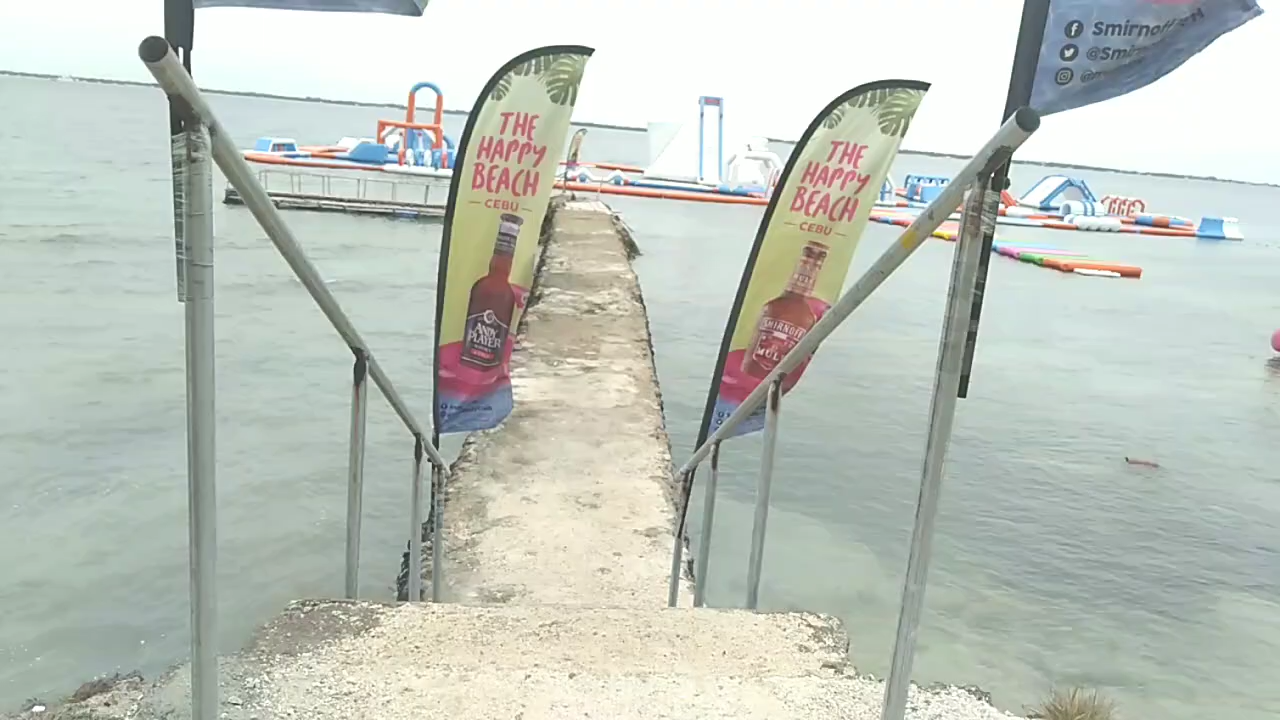 THE
HAPPY
BEACH
CEBU
ANDY
PLAYER
THE
HAPPY
BEACH
CEBU
SMIRNOFF
MULE
Smirnoff